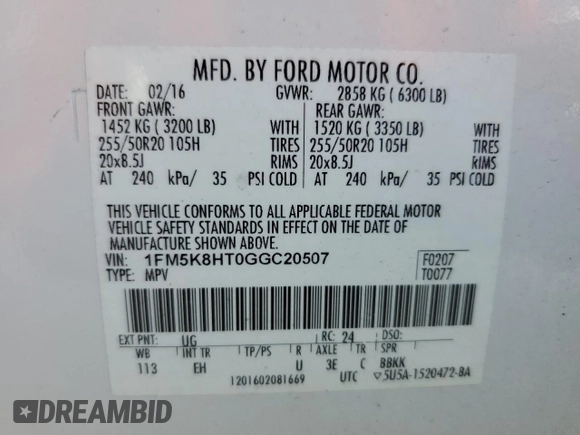 MFD. BY FORD MOTOR CO.
DATE: 02/16 GVWR: 2858 KG ( 6300 LB)
FRONT GAWR: REAR GAWR:
1452 KG ( 3200 LB) WITH 1520 KG ( 3350 LB) WITH
255/50R20 105H TIRES 255/50R20 105H TIRES
20x8.5J RIMS 20x8.5J RIMS
AT 240 kPa/ 35 PSI COLD AT 240 kPa/ 35 PSI COLD
THIS VEHICLE CONFORMS TO ALL APPLICABLE FEDERAL MOTOR
VEHICLE SAFETY STANDARDS IN EFFECT ON THE DATE OF
MANUFACTURE SHOWN ABOVE.
VIN: 1FM5K8HT0GGC20507 F0207
TYPE: MPV T0077
EXT PNT: UG RC: 24 DSO:
WB INT TR TP/PS R AXLE TR SPR
113 EH U 3E C BBKK
1201602081669 UTC ▽5U5A-1520472-BA
DREAMBID